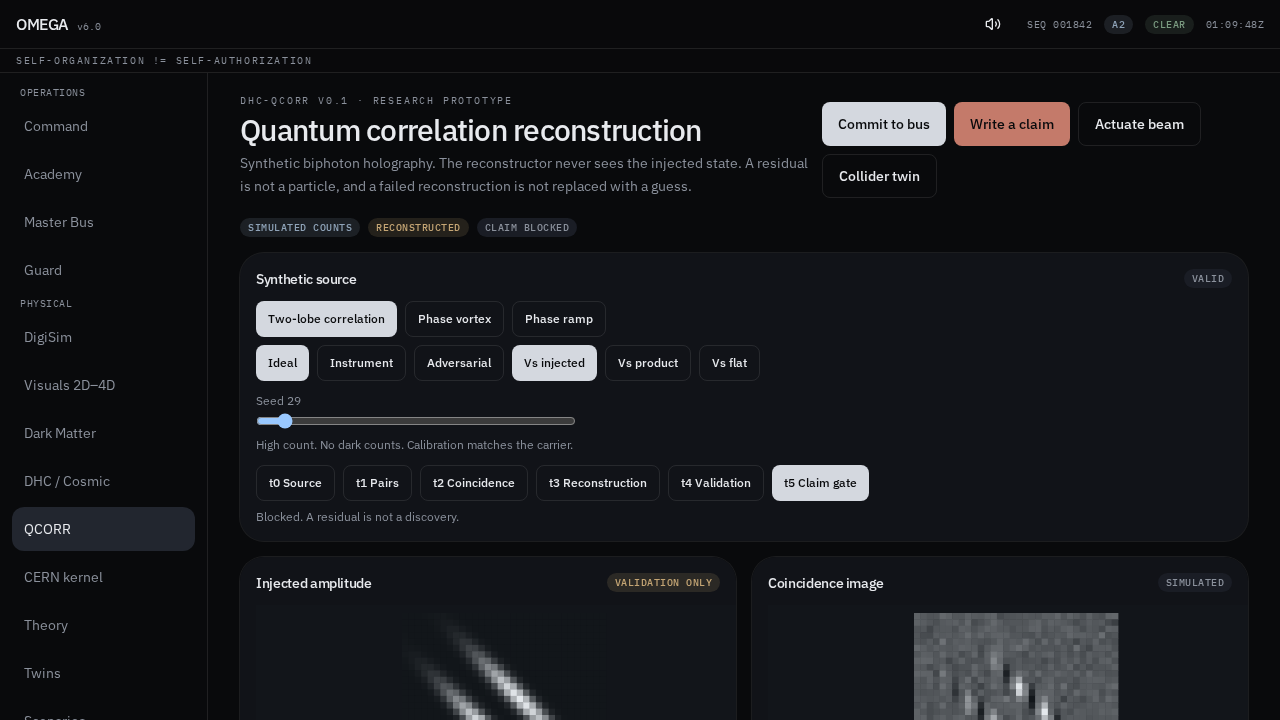 OMEGA v6.0
SEQ 001842 A2 CLEAR 01:09:48Z
SELF-ORGANIZATION != SELF-AUTHORIZATION
OPERATIONS
Command
Academy
Master Bus
Guard
PHYSICAL
DigiSim
Visuals 2D–4D
Dark Matter
DHC / Cosmic
QCORR
CERN kernel
Theory
Twins
DHC-QCORR V0.1 · RESEARCH PROTOTYPE
Quantum correlation reconstruction
Synthetic biphoton holography. The reconstructor never sees the injected state. A residual
is not a particle, and a failed reconstruction is not replaced with a guess.
Commit to bus Write a claim Actuate beam
Collider twin
SIMULATED COUNTS RECONSTRUCTED CLAIM BLOCKED
Synthetic source VALID
Two-lobe correlation Phase vortex Phase ramp
Ideal Instrument Adversarial Vs injected Vs product Vs flat
Seed 29
High count. No dark counts. Calibration matches the carrier.
t0 Source t1 Pairs t2 Coincidence t3 Reconstruction t4 Validation t5 Claim gate
Blocked. A residual is not a discovery.
Injected amplitude VALIDATION ONLY
Coincidence image SIMULATED